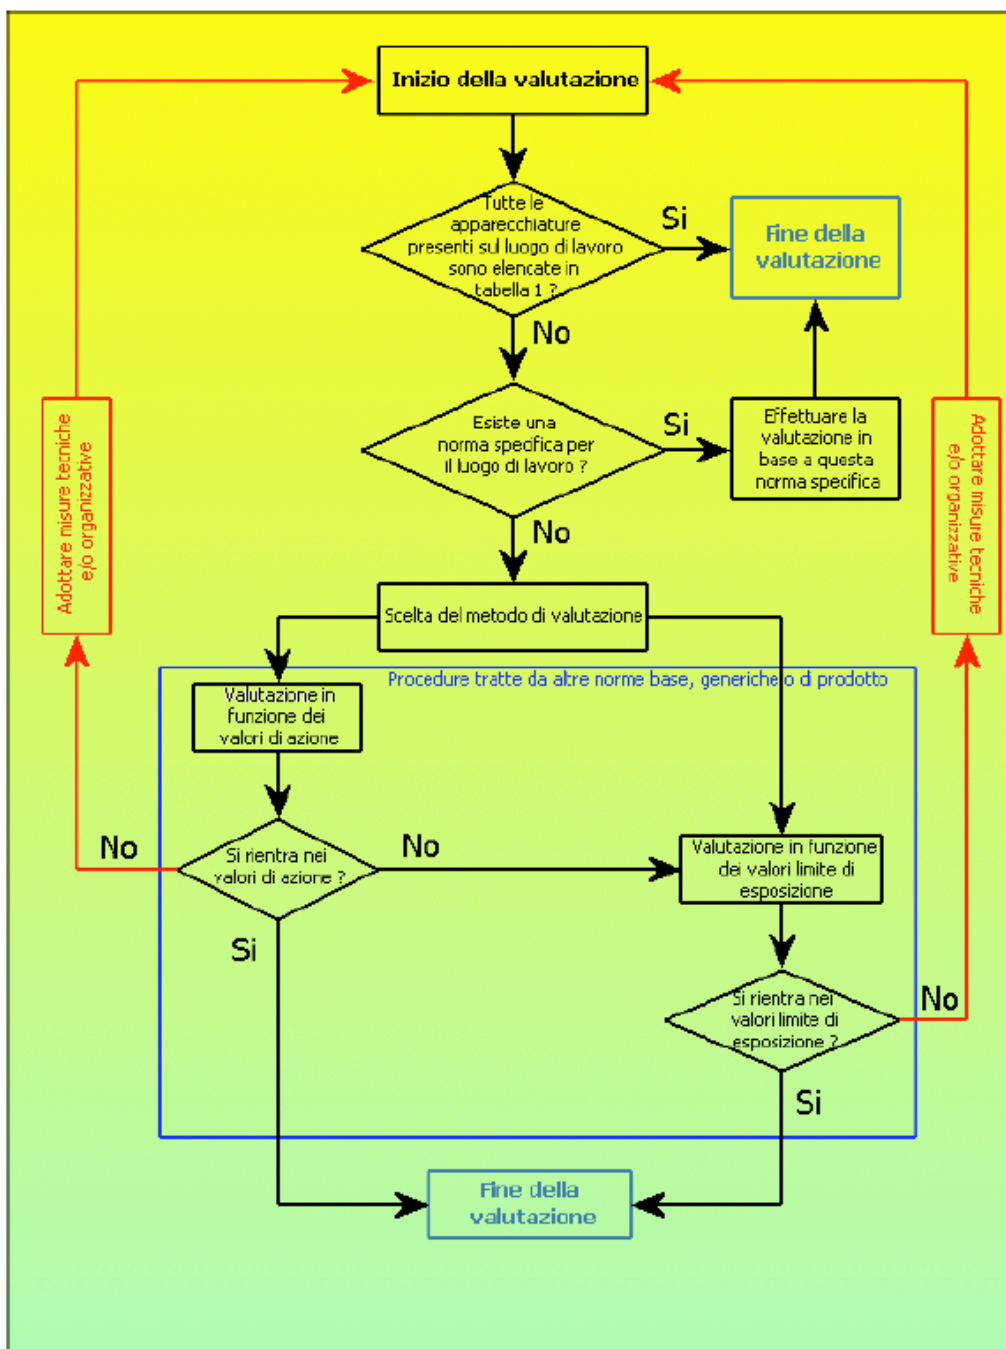 Inizio della valutazione
Tutte le
apparecchiature
presenti sul luogo di lavoro
sono elencate in
tabella 1 ?
Si
Fine della
valutazione
No
Esiste una
norma specifica per
il luogo di lavoro ?
Si
Effettuare la
valutazione in
base a questa
norma specifica
Adottare misure tecniche
e/o organizzative
Adottare misure tecniche
e/o organizzative
No
Scelta del metodo di valutazione
Procedure tratte da altre norme base, generiche o di prodotto
Valutazione in
funzione dei
valori di azione
No
Si rientra nei
valori di azione ?
No
Valutazione in funzione
dei valori limite di
esposizione
Si
Si rientra nei
valori limite di
esposizione ?
No
Si
Fine della
valutazione